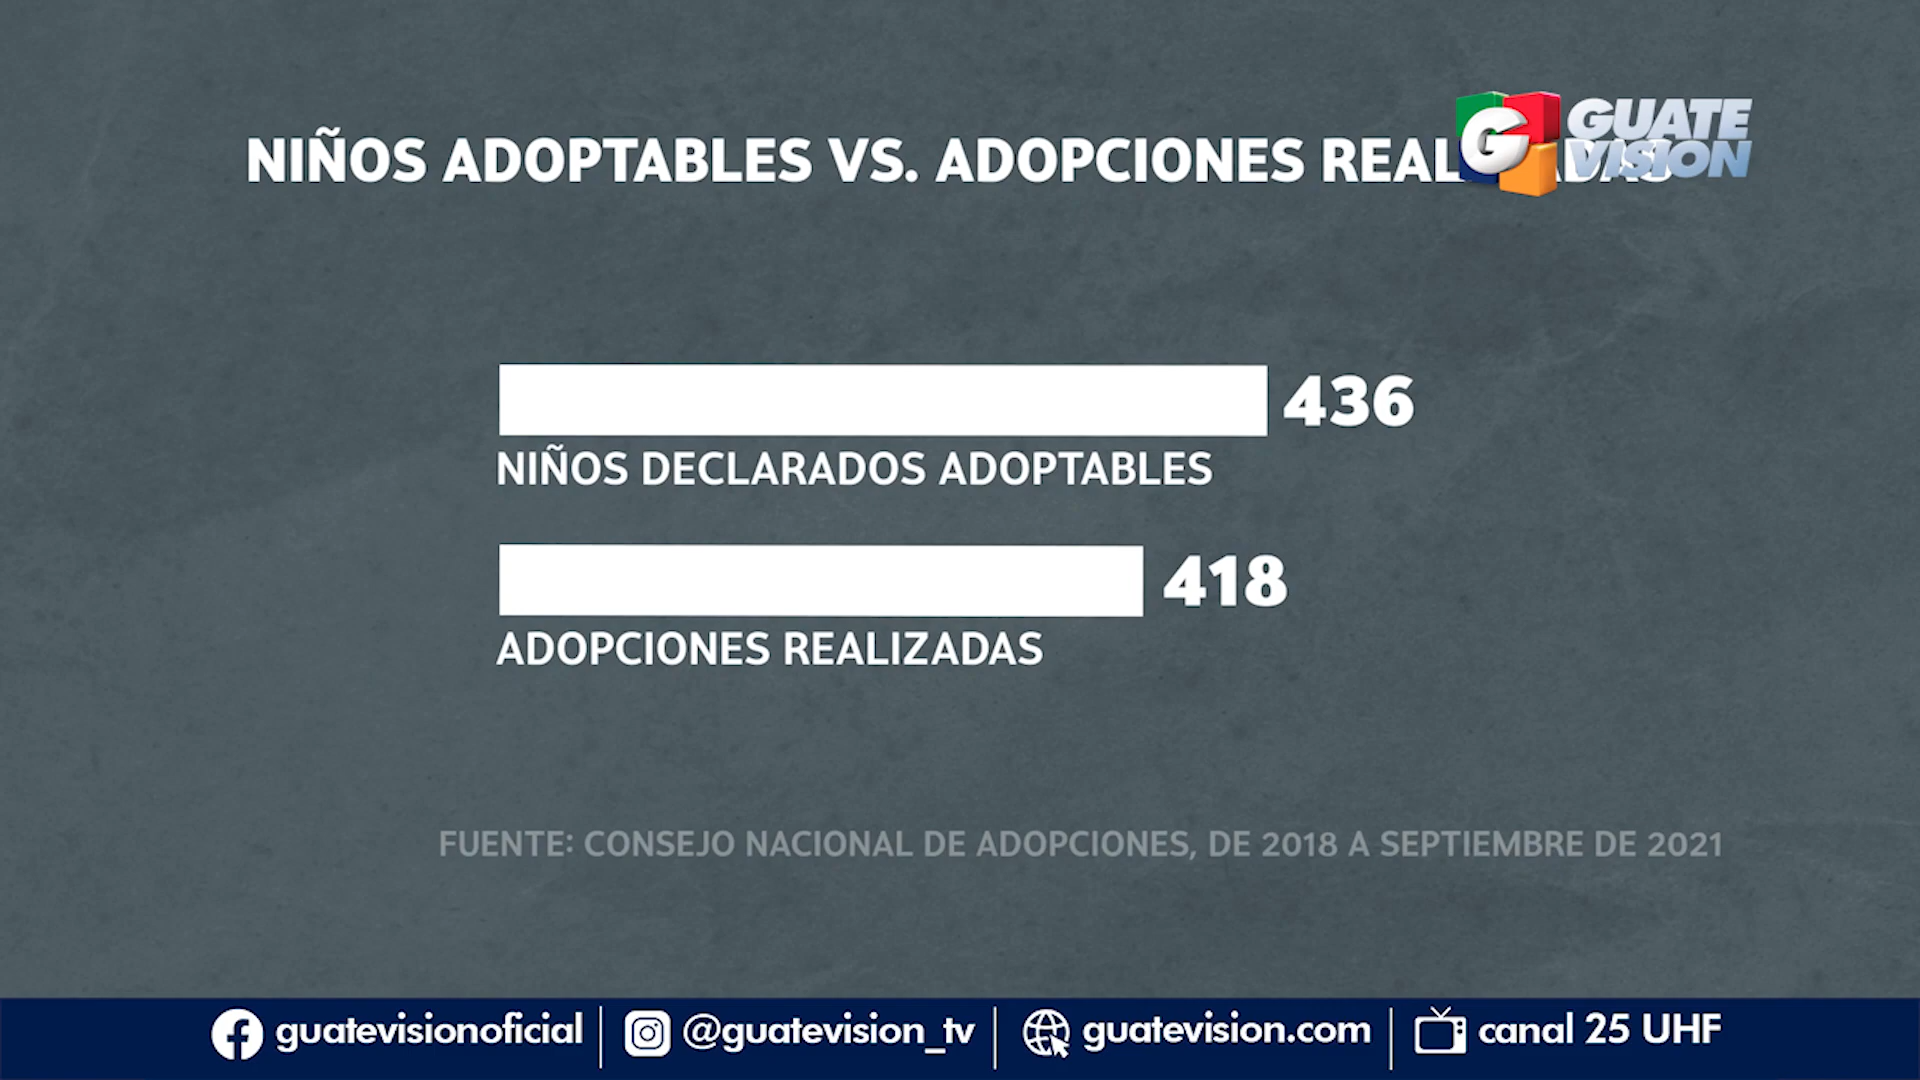 NIÑOS ADOPTABLES VS. ADOPCIONES REALIZADAS
GUATE
VISION
436
NIÑOS DECLARADOS ADOPTABLES
418
ADOPCIONES REALIZADAS
FUENTE: CONSEJO NACIONAL DE ADOPCIONES, DE 2018 A SEPTIEMBRE DE 2021
guatevisionoficial
@guatevision_tv
guatevision.com
canal 25 UHF